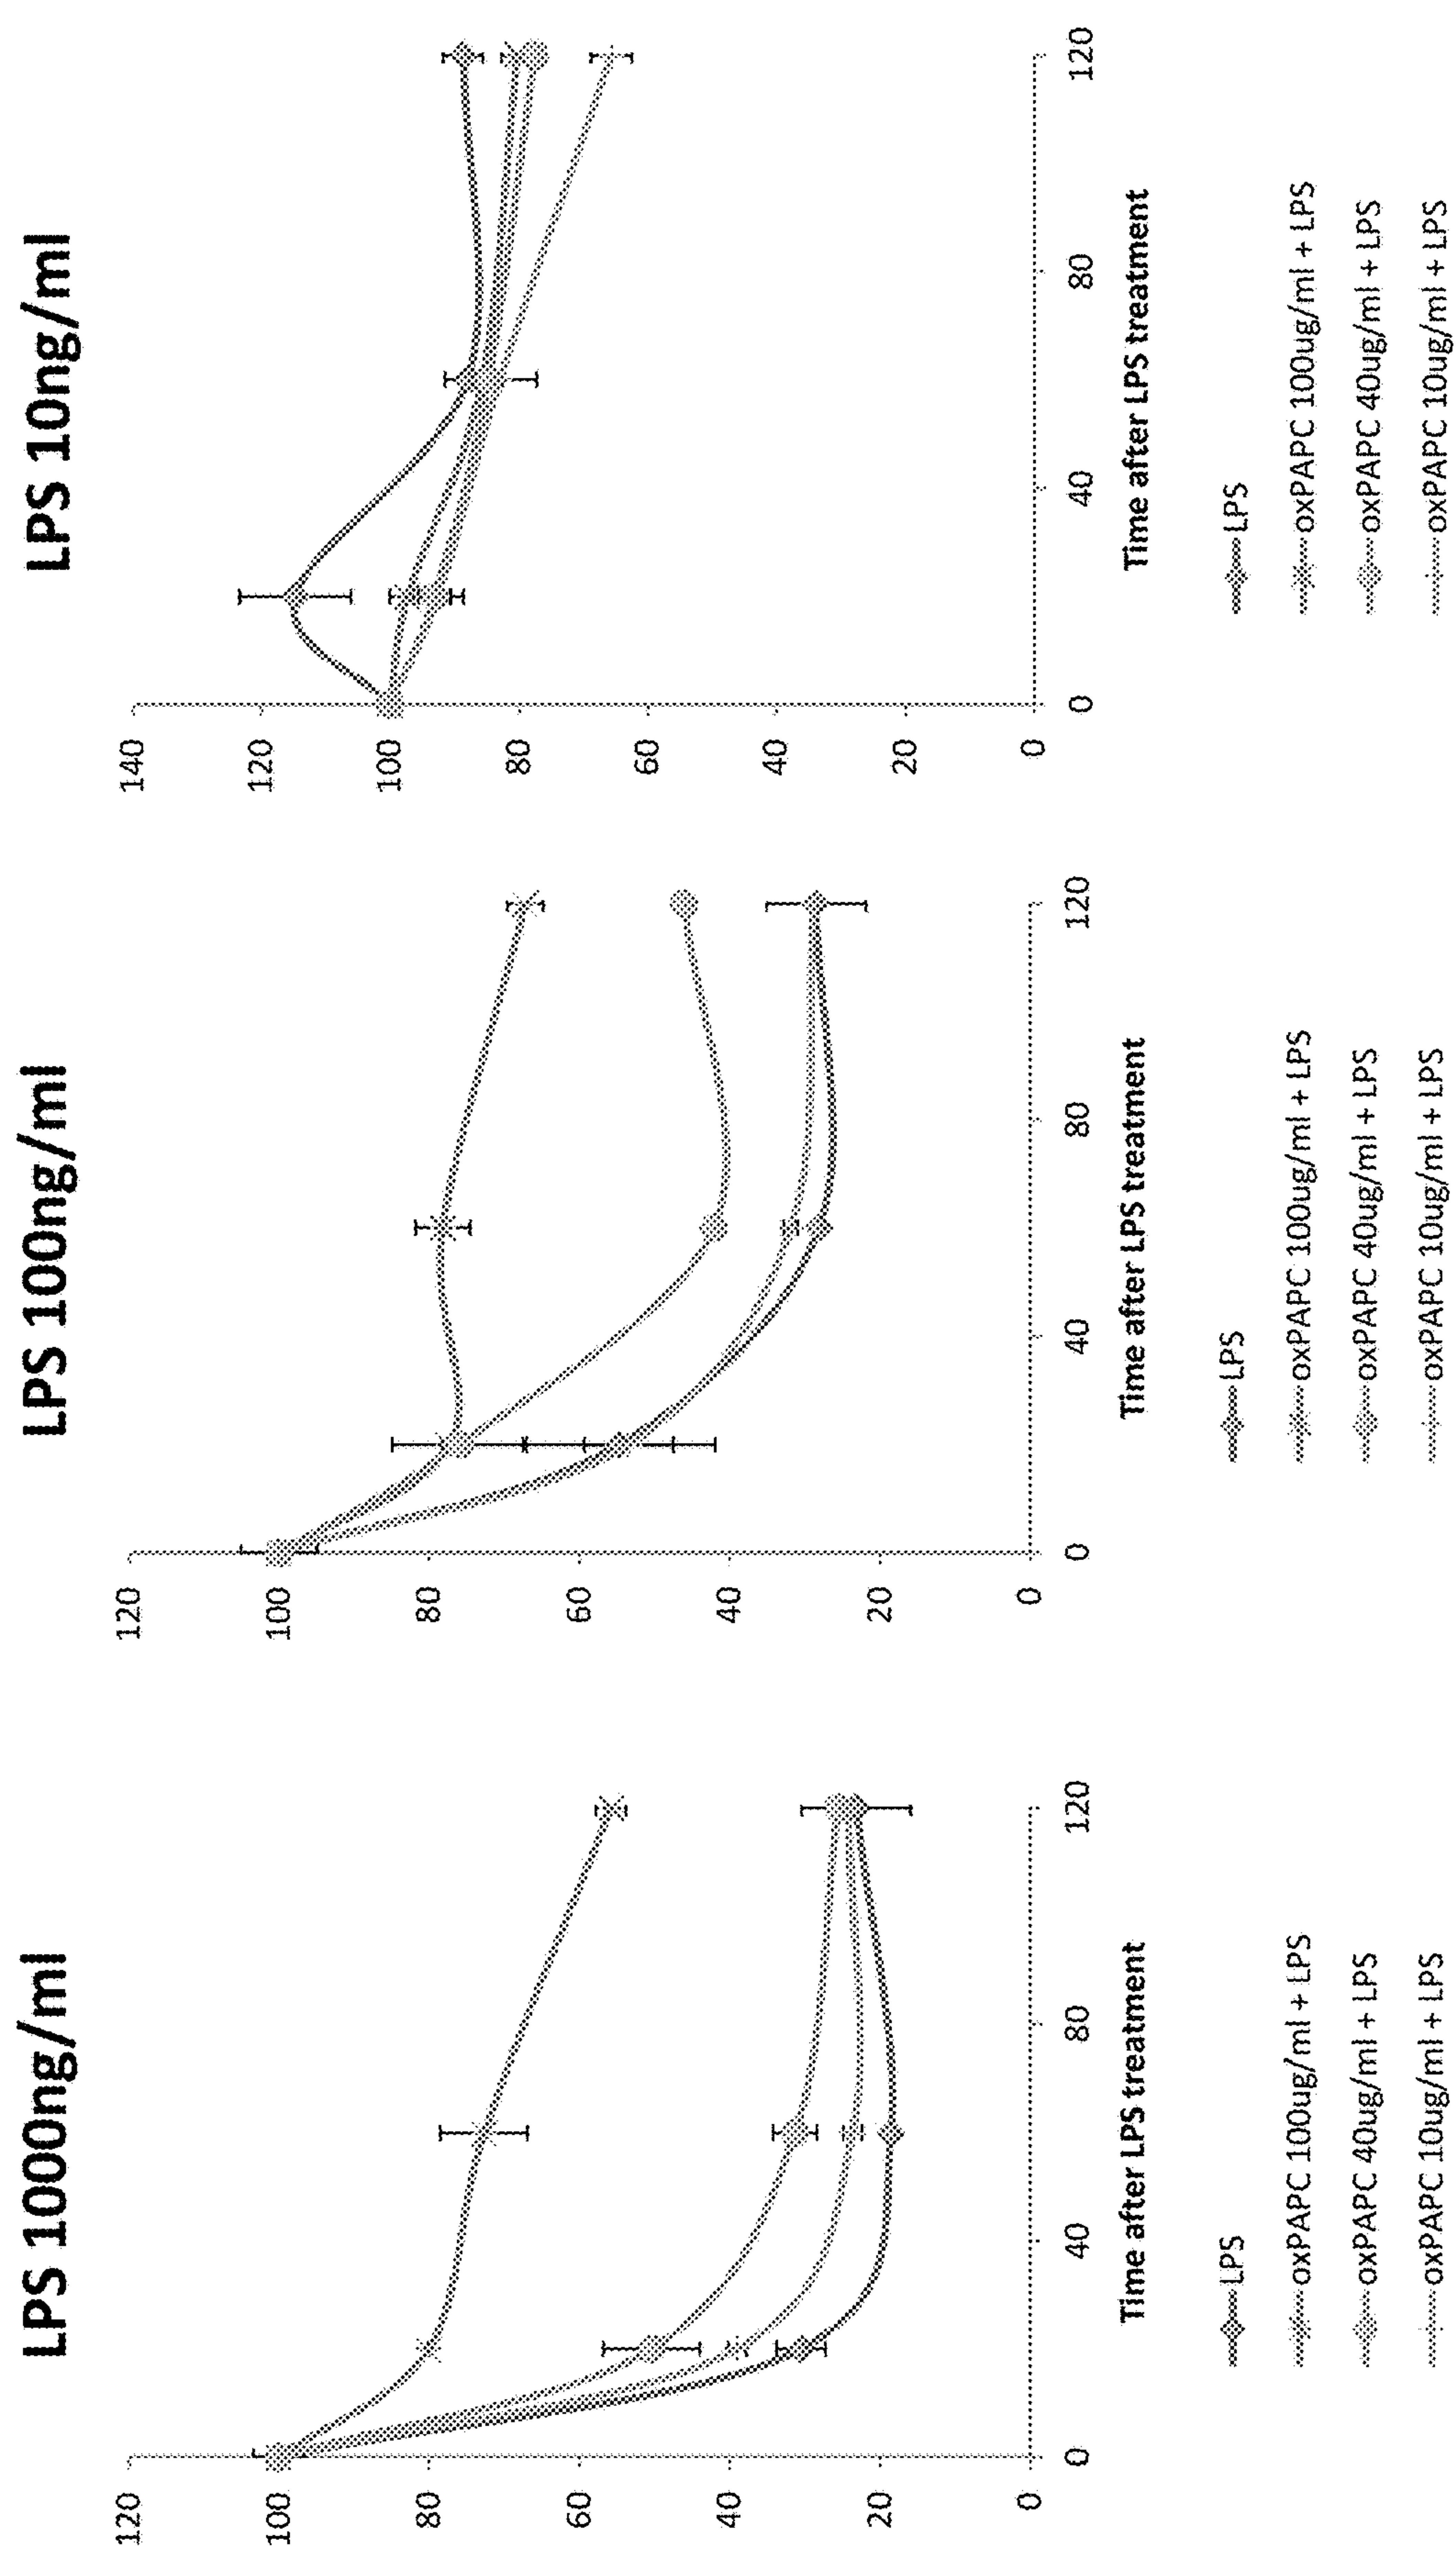 LPS 1000ng/ml
120
100
80
60
40
20
0
0
40
80
120
Time after LPS treatment
LPS
oxPAPC 100ug/ml + LPS
oxPAPC 40ug/ml + LPS
oxPAPC 10ug/ml + LPS
LPS 100ng/ml
120
100
80
60
40
20
0
0
40
80
120
Time after LPS treatment
LPS
oxPAPC 100ug/ml + LPS
oxPAPC 40ug/ml + LPS
oxPAPC 10ug/ml + LPS
LPS 10ng/ml
140
120
100
80
60
40
20
0
0
40
80
120
Time after LPS treatment
LPS
oxPAPC 100ug/ml + LPS
oxPAPC 40ug/ml + LPS
oxPAPC 10ug/ml + LPS